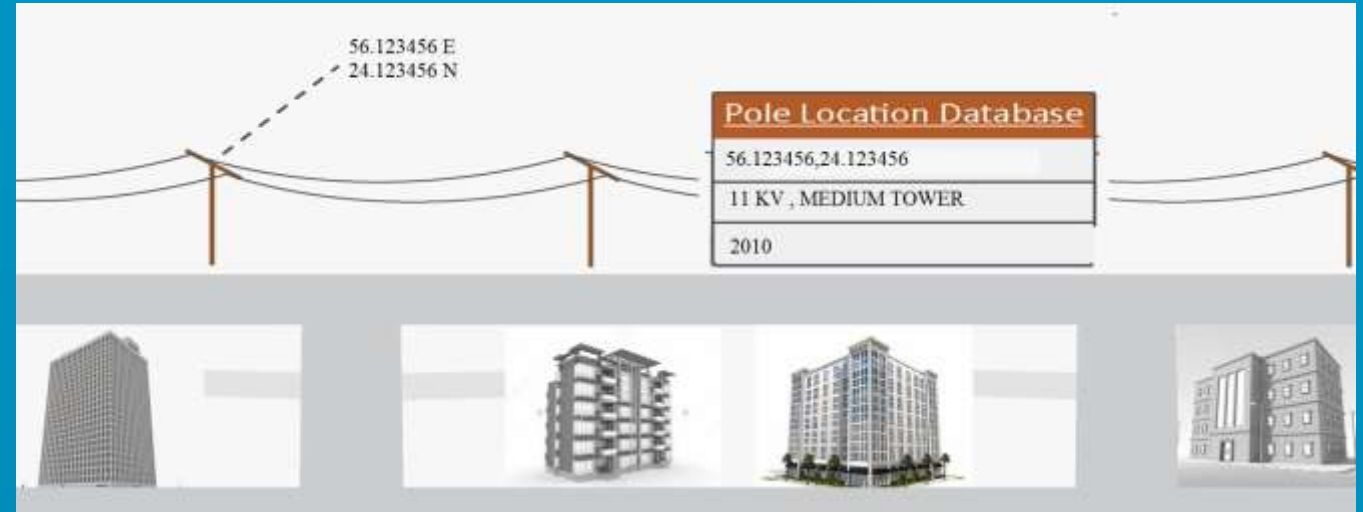 56.123456 E
24.123456 N
Pole Location Database
56.123456,24.123456
11 KV , MEDIUM TOWER
2010